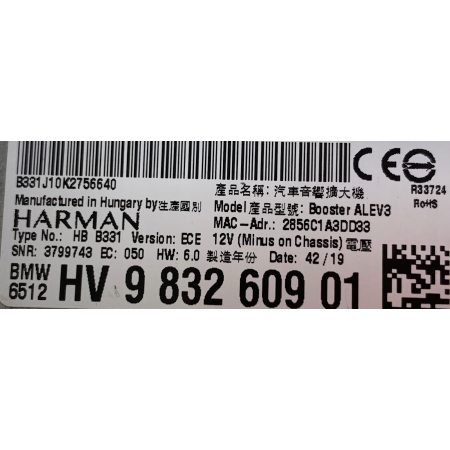 B331J10K2756640
產品名稱: 汽車音響擴大機
R33724
Manufactured in Hungary by 生產國別
Model 產品型號: Booster ALEV3
RoHS
HARMAN
MAC-Adr.: 2856C1A3DD33
Type No.: HB B331 Version: ECE
12V (Minus on Chassis) 電壓
SNR: 3799743 EC: 050 HW: 6.0
製造年份 Date: 42/19
BMW
6512
HV 9 832 609 01